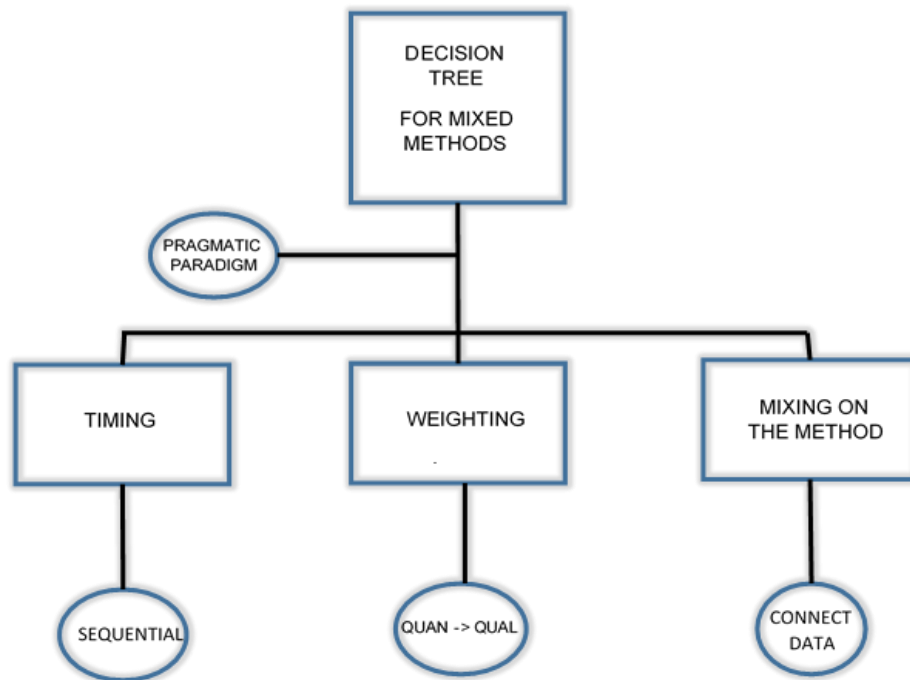 DECISION
TREE
FOR MIXED
METHODS
PRAGMATIC
PARADIGM
TIMING
WEIGHTING
MIXING ON
THE METHOD
SEQUENTIAL
QUAN -> QUAL
CONNECT
DATA